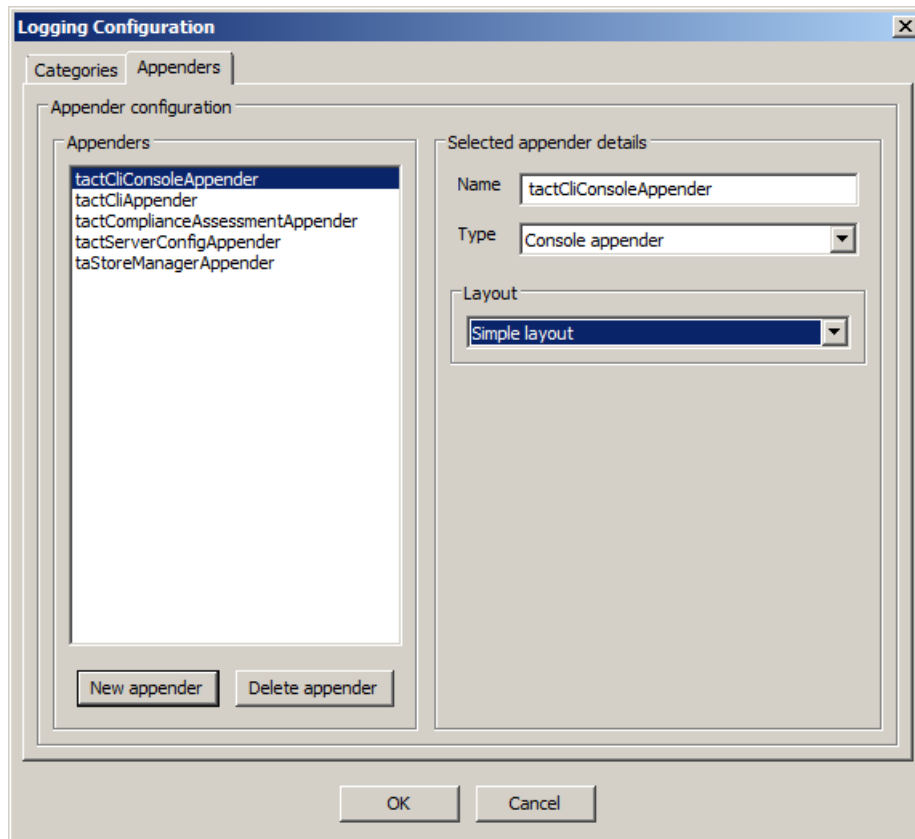 Logging Configuration
Categories
Appenders
Appender configuration
Appenders
tactCliConsoleAppender
tactCliAppender
tactComplianceAssessmentAppender
tactServerConfigAppender
taStoreManagerAppender
New appender
Delete appender
Selected appender details
Name
tactCliConsoleAppender
Type
Console appender
Layout
Simple layout
OK
Cancel